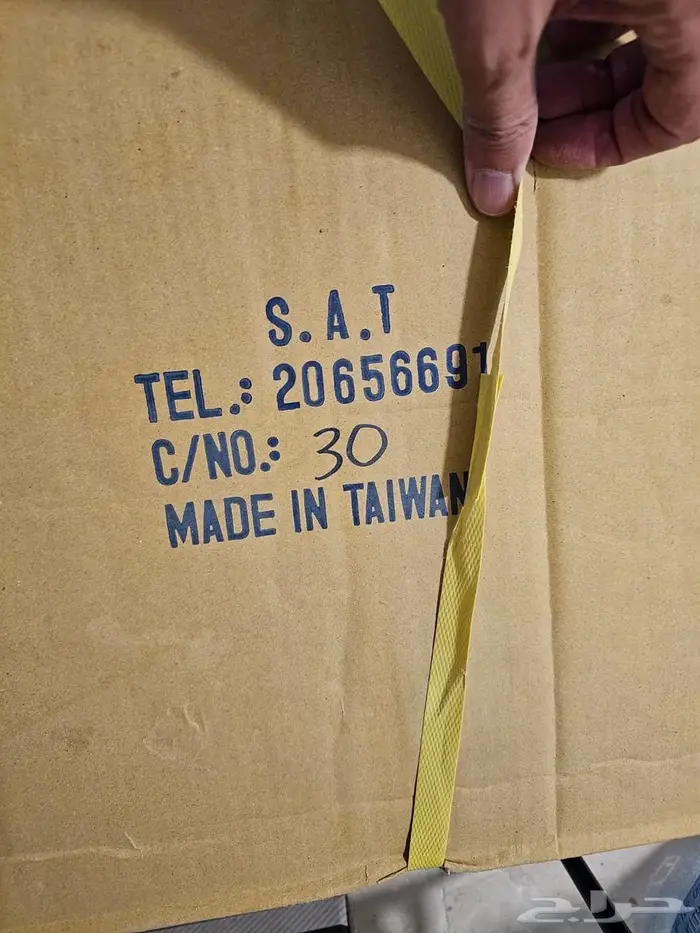 S.A.T
TEL.: 20656691
C/NO.: 30
MADE IN TAIWAN
حراج